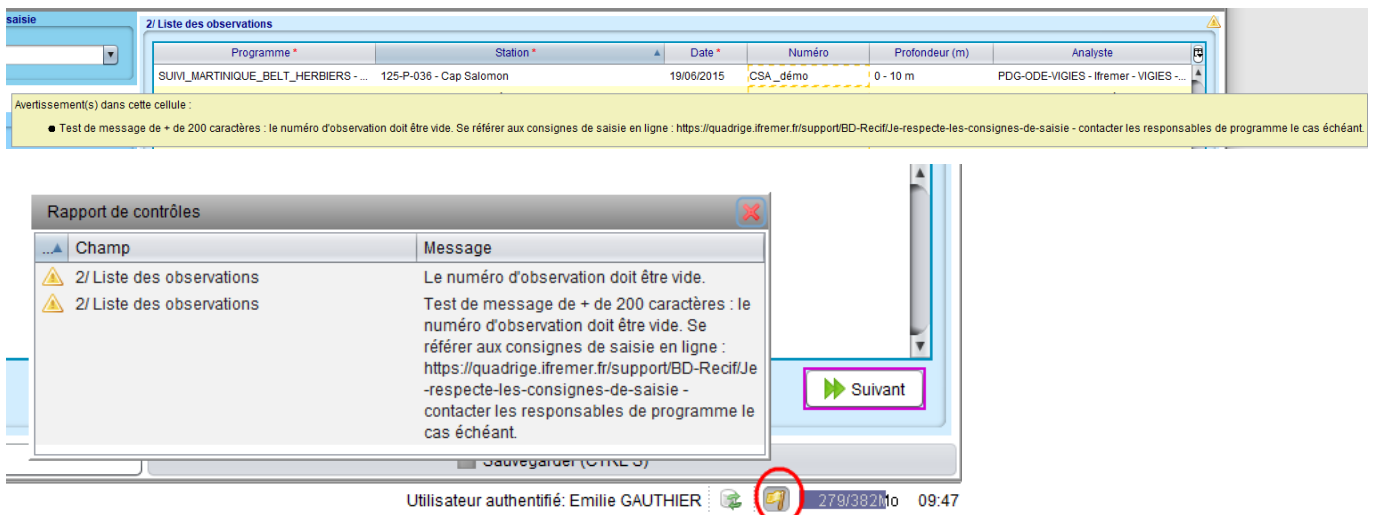 saisie
2/ Liste des observations
Programme * Station * Date * Numéro Profondeur (m) Analyste
SUIVI_MARTINIQUE_BELT_HERBIERS - ... 125-P-036 - Cap Salomon 19/06/2015 CSA_démo 0 - 10 m PDG-ODE-VIGIES - Ifremer - VIGIES -...
Avertissement(s) dans cette cellule :
● Test de message de + de 200 caractères : le numéro d'observation doit être vide. Se référer aux consignes de saisie en ligne : https://quadrige.ifremer.fr/support/BD-Recif/Je-respecte-les-consignes-de-saisie - contacter les responsables de programme le cas échéant.
Rapport de contrôles
... Champ Message
2/ Liste des observations Le numéro d'observation doit être vide.
2/ Liste des observations Test de message de + de 200 caractères : le
numéro d'observation doit être vide. Se
référer aux consignes de saisie en ligne :
https://quadrige.ifremer.fr/support/BD-Recif/Je
-respecte-les-consignes-de-saisie -
contacter les responsables de programme le
cas échéant.
Suivant
Sauvegarder (CTRL S)
Utilisateur authentifié: Emilie GAUTHIER 279/382Mo 09:47